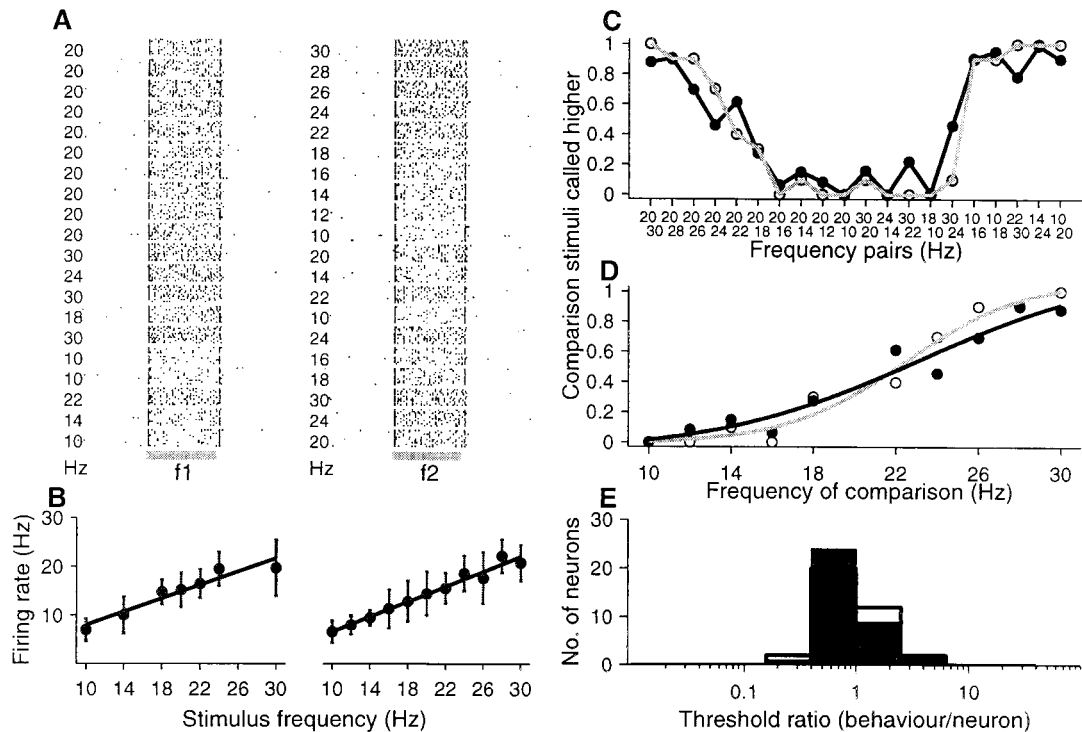 A
20 30
20 28
20 26
20 24
20 22
20 18
20 16
20 14
20 12
20 10
30 20
24 14
30 22
18 10
30 24
10 16
10 18
22 30
14 24
10 20
Hz f1 Hz f2
B
Firing rate (Hz)
30
20
10
10 14 18 22 26 30 10 14 18 22 26 30
Stimulus frequency (Hz)
C
Comparison stimuli called higher
1
0.8
0.6
0.4
0.2
0
20 20 20 20 20 20 20 20 20 20 30 24 30 18 30 10 10 22 14 10
30 28 26 24 22 18 16 14 12 10 20 14 22 10 24 16 18 30 24 20
Frequency pairs (Hz)
D
1
0.8
0.6
0.4
0.2
0
10 14 18 22 26 30
Frequency of comparison (Hz)
E
No. of neurons
30
20
10
0
0.1 1 10
Threshold ratio (behaviour/neuron)